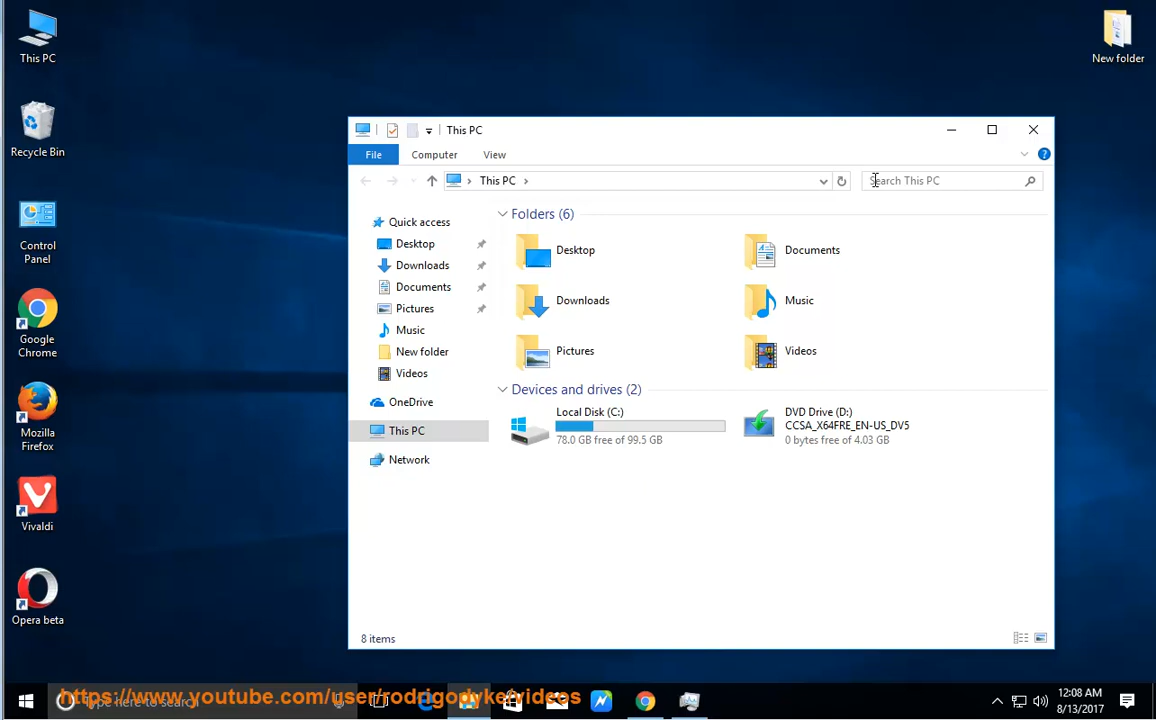 This PC
Recycle Bin
Control
Panel
Google
Chrome
Mozilla
Firefox
Vivaldi
Opera beta
New folder
This PC
File
Computer
View
This PC
Search This PC
Quick access
Desktop
Downloads
Documents
Pictures
Music
New folder
Videos
OneDrive
This PC
Network
Folders (6)
Desktop
Documents
Downloads
Music
Pictures
Videos
Devices and drives (2)
Local Disk (C:)
78.0 GB free of 99.5 GB
DVD Drive (D:)
CCSA_X64FRE_EN-US_DV5
0 bytes free of 4.03 GB
8 items
Type here to search
https://www.youtube.com/user/rodrigodykeivideos
12:08 AM
8/13/2017